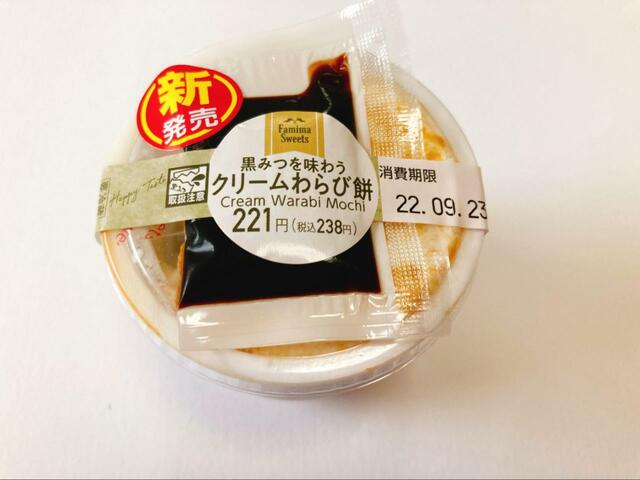 新
発売
Famima
Sweets
黒みつを味わう
クリームわらび餅
Cream Warabi Mochi
221円(税込238円)
Happy Taste
取扱注意
消費期限
22.09.23